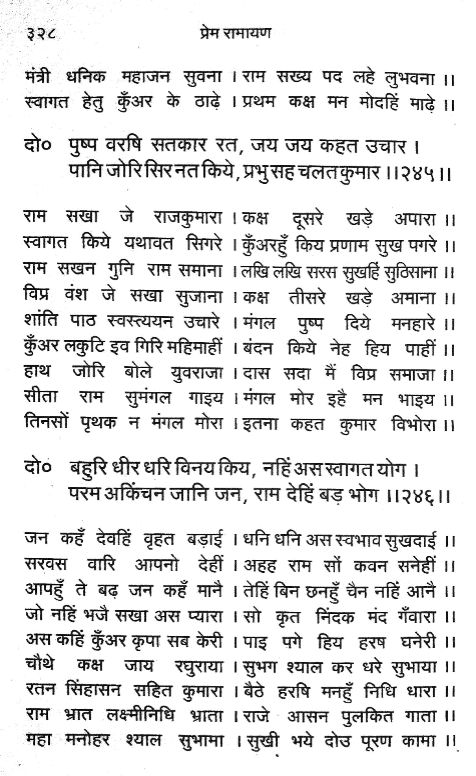 ३२८ प्रेम रामायण
मंत्री धनिक महाजन सुवना । राम सख्य पद लहे लुभवना ।।
स्वागत हेतु कुँअर के ठाढ़े । प्रथम कक्ष मन मोदहिं माढ़े ।।
दो० पुष्प वरषि सतकार रत, जय जय कहत उचार ।
पानि जोरि सिर नत किये, प्रभु सह चलत कुमार ।।२४५।।
राम सखा जे राजकुमारा । कक्ष दूसरे खड़े अपारा ।।
स्वागत किये यथावत सिगरे । कुँअरहुँ किय प्रणाम सुख पगरे ।।
राम सखन गुनि राम समाना । लखि लखि सरस सुखहिं सुठिसाना ।।
विप्र वंश जे सखा सुजाना । कक्ष तीसरे खड़े अमाना ।।
शांति पाठ स्वस्त्ययन उचारे । मंगल पुष्प दिये मनहारे ।।
कुँअर लकुटि इव गिरि महिमाहीं । बंदन किये नेह हिय पाहीं ।।
हाथ जोरि बोले युवराजा । दास सदा मैं विप्र समाजा ।।
सीता राम सुमंगल गाइय । मंगल मोर इहै मन भाइय ।।
तिनसों पृथक न मंगल मोरा । इतना कहत कुमार विभोरा ।।
दो० बहुरि धीर धरि विनय किय, नहिं अस स्वागत योग ।
परम अकिंचन जानि जन, राम देहिं बड़ भोग ।।२४६।।
जन कहँ देवहिं वृहत बड़ाई । धनि धनि अस स्वभाव सुखदाई ।।
सरवस वारि आपनो देहीं । अहह राम सों कवन सनेहीं ।।
आपहुँ ते बढ़ जन कहँ मानै । तेहिं बिन छनहुँ चैन नहिं आनै ।।
जो नहिं भजै सखा अस प्यारा । सो कृत निंदक मंद गँवारा ।।
अस कहिं कुँअर कृपा सब केरी । पाइ पगे हिय हरष घनेरी ।।
चौथे कक्ष जाय रघुराया । सुभग श्याल कर धरे सुभाया ।।
रतन सिंहासन सहित कुमारा । बैठे हरषि मनहुँ निधि धारा ।।
राम भ्रात लक्ष्मीनिधि भ्राता । राजे आसन पुलकित गाता ।।
महा मनोहर श्याल सुभामा । सुखी भये दोउ पूरण कामा ।।